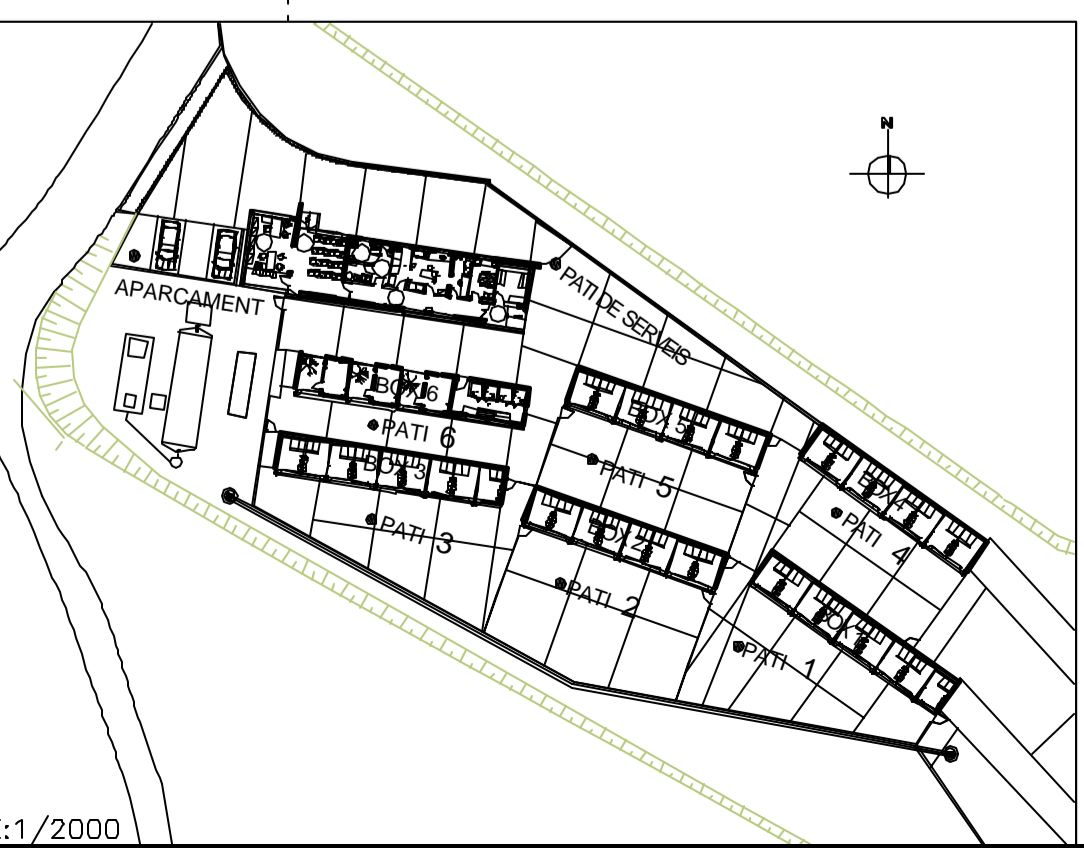 N
PATI DE SERVEIS
APARCAMENT
BOX 6
BOX 5
PATI 6
BOX 3
PATI 5
BOX 4
PATI 3
BOX 2
PATI 4
PATI 2
BOX 1
PATI 1
:1/2000